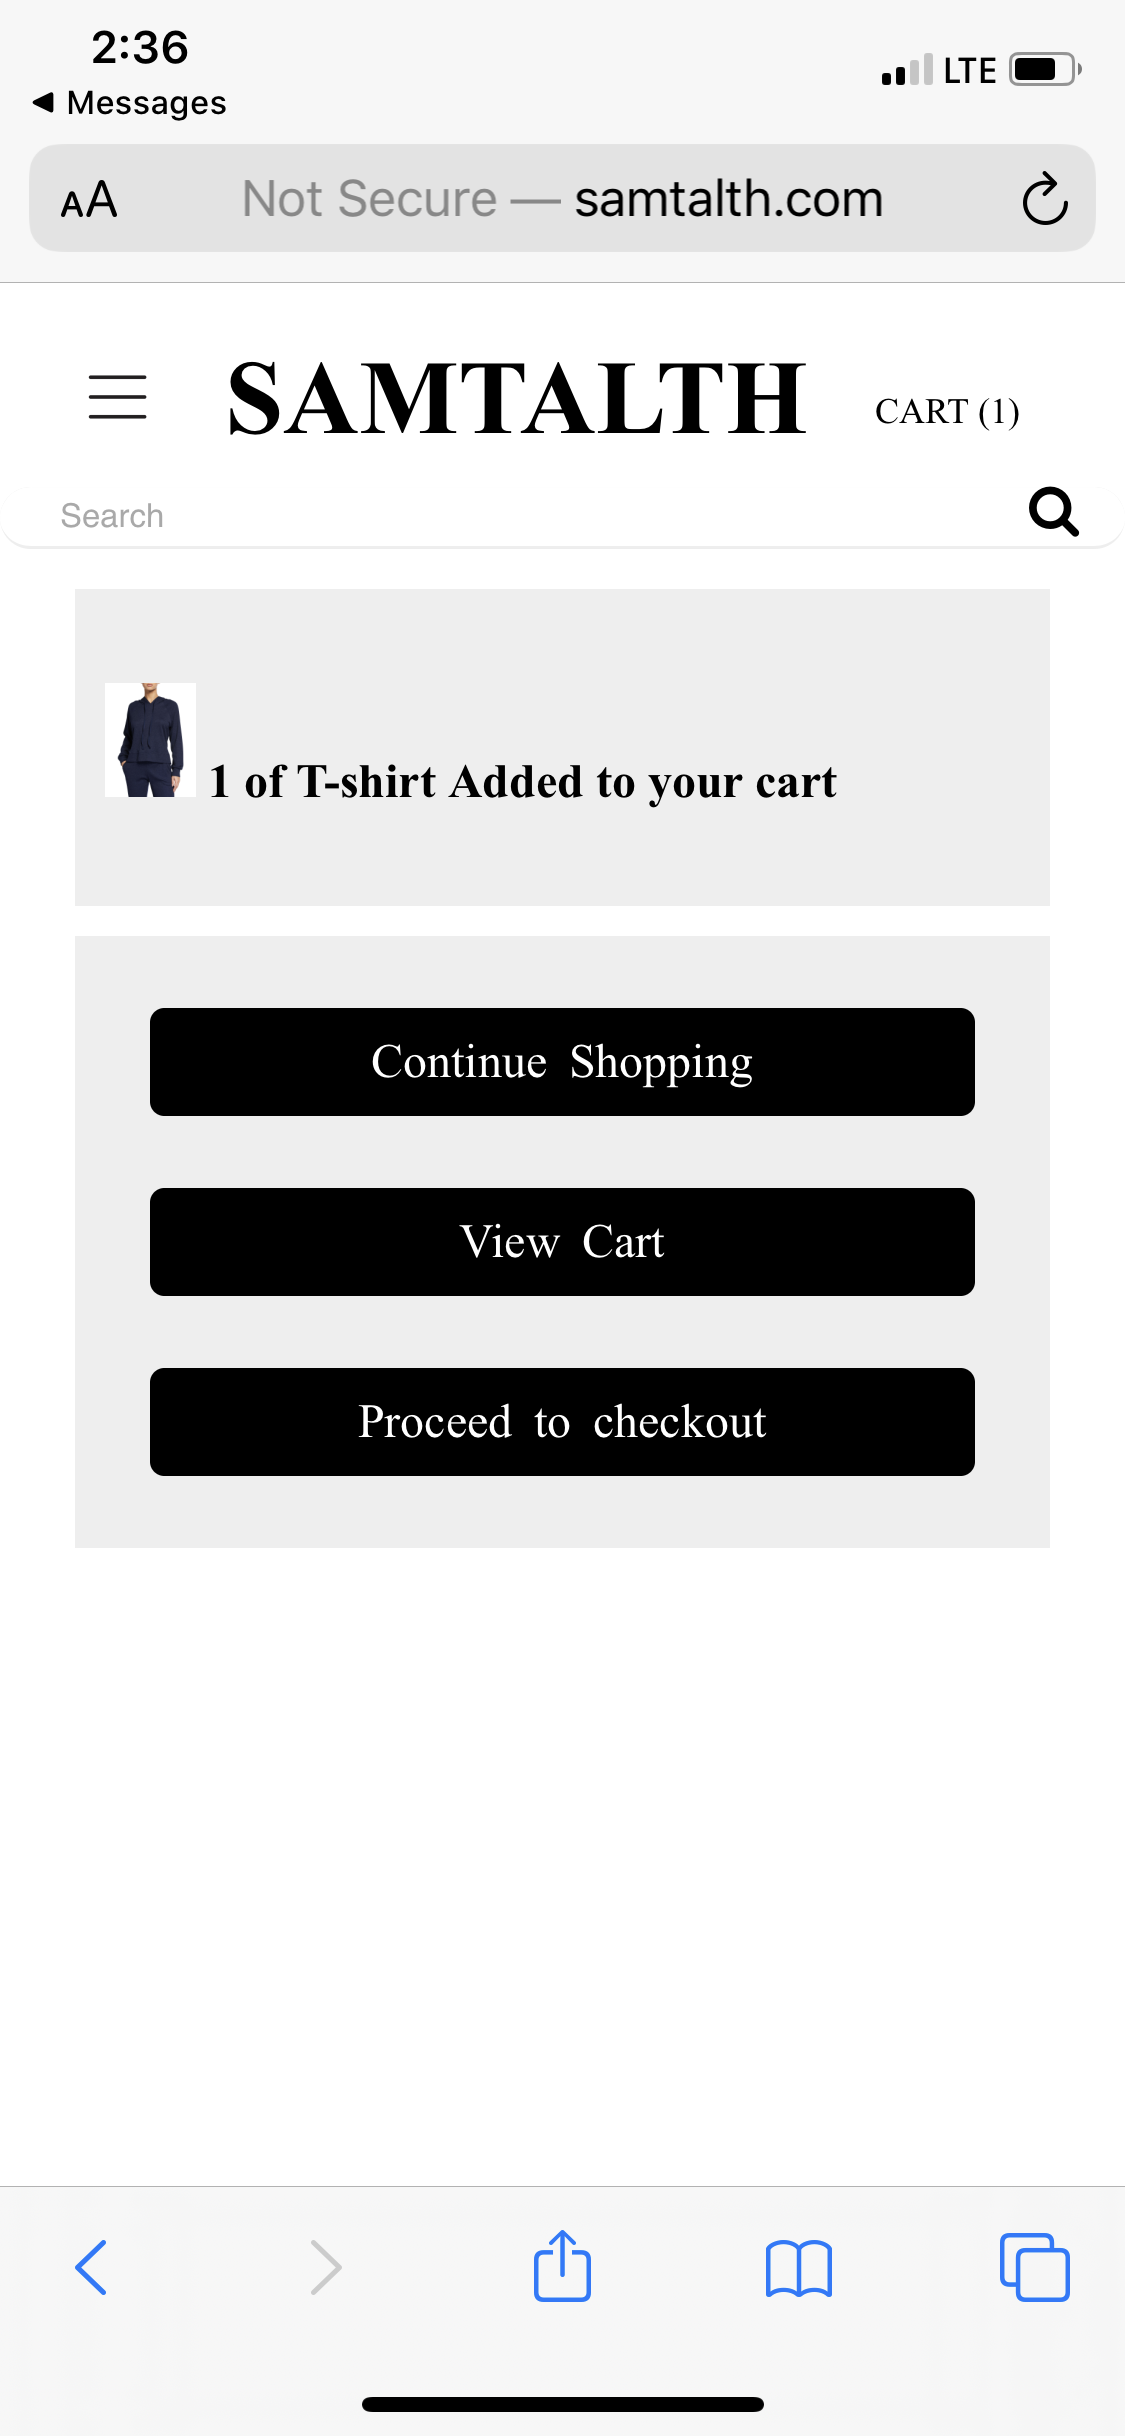 2:36
LTE
◀ Messages
AA Not Secure — samtalth.com
SAMTALTH
CART (1)
Search
1 of T-shirt Added to your cart
Continue Shopping
View Cart
Proceed to checkout